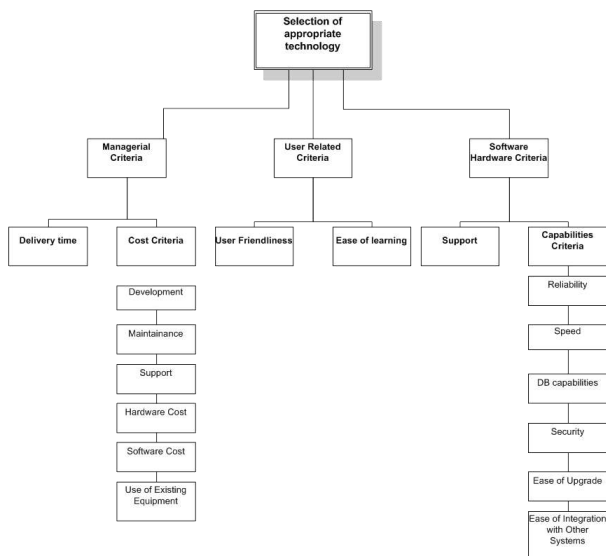 Selection of
appropriate
technology
Managerial
Criteria
User Related
Criteria
Software
Hardware Criteria
Delivery time
Cost Criteria
User Friendliness
Ease of learning
Support
Capabilities
Criteria
Development
Maintainance
Support
Hardware Cost
Software Cost
Use of Existing
Equipment
Reliability
Speed
DB capabilities
Security
Ease of Upgrade
Ease of Integration
with Other
Systems